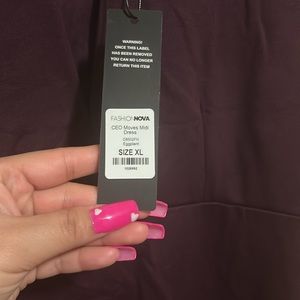 WARNING!
ONCE THIS LABEL
HAS BEEN REMOVED
YOU CAN NO LONGER
RETURN THIS ITEM
FASHIONNOVA
CEO Moves Midi
Dress
Eggplant
SIZE XL